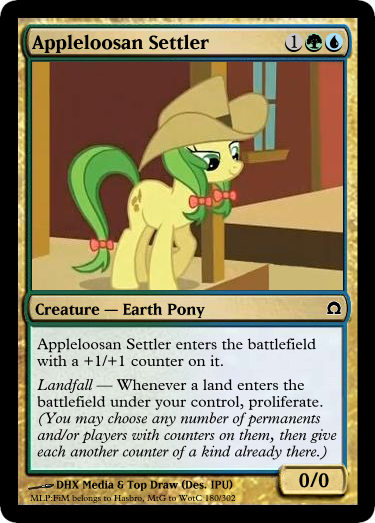 Appleloosan Settler 1
Creature — Earth Pony Ω
Appleloosan Settler enters the battlefield
with a +1/+1 counter on it.
Landfall — Whenever a land enters the
battlefield under your control, proliferate.
(You may choose any number of permanents
and/or players with counters on them, then give
each another counter of a kind already there.)
0/0
DHX Media & Top Draw (Des. IPU)
MLP:FiM belongs to Hasbro, MtG to WotC 180/302